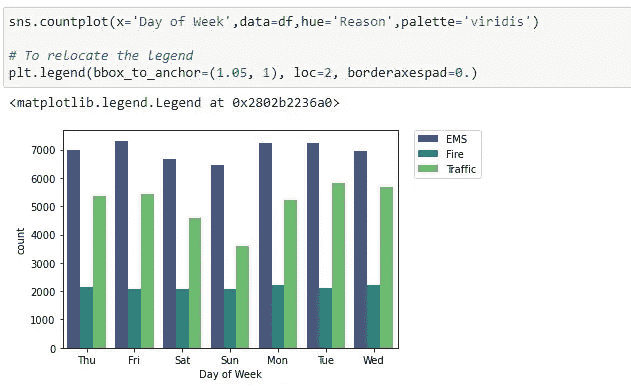 sns.countplot(x='Day of Week',data=df,hue='Reason',palette='viridis')
# To relocate the legend
plt.legend(bbox_to_anchor=(1.05, 1), loc=2, borderaxespad=0.)
<matplotlib.legend.Legend at 0x2802b2236a0>
EMS
Fire
Traffic
7000
6000
5000
4000
3000
2000
1000
0
count
Thu Fri Sat Sun Mon Tue Wed
Day of Week